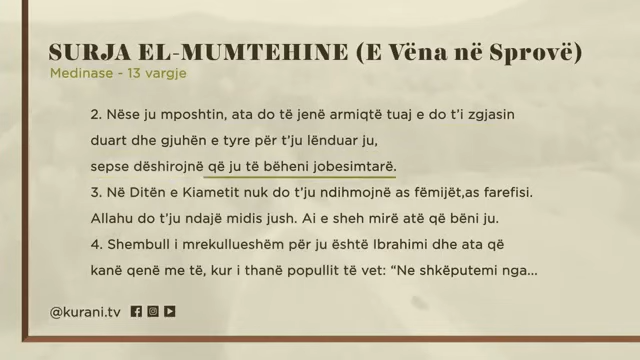 SURJA EL-MUMTEHINE (E Vëna në Sprovë)
Medinase - 13 vargje
2. Nëse ju mposhtin, ata do të jenë armiqtë tuaj e do t'i zgjasin
duart dhe gjuhën e tyre për t'ju lënduar ju,
sepse dëshirojnë që ju të bëheni jobesimtarë.
3. Në Ditën e Kiametit nuk do t'ju ndihmojnë as fëmijët,as farefisi.
Allahu do t'ju ndajë midis jush. Ai e sheh mirë atë që bëni ju.
4. Shembull i mrekullueshëm për ju është Ibrahimi dhe ata që
kanë qenë me të, kur i thanë popullit të vet: “Ne shkëputemi nga...
@kurani.tv